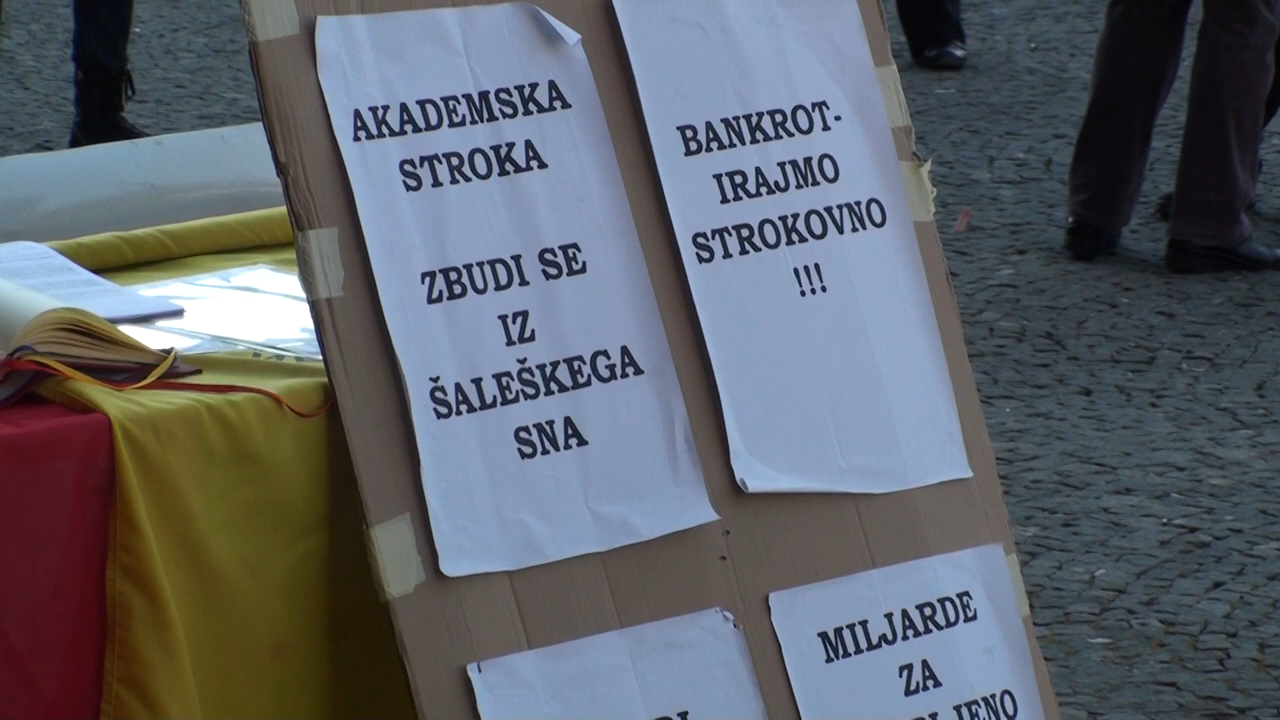 AKADEMSKA
STROKA
ZBUDI SE
IZ
ŠALEŠKEGA
SNA
BANKROT-
IRAJMO
STROKOVNO
!!!
MILJARDE
ZA